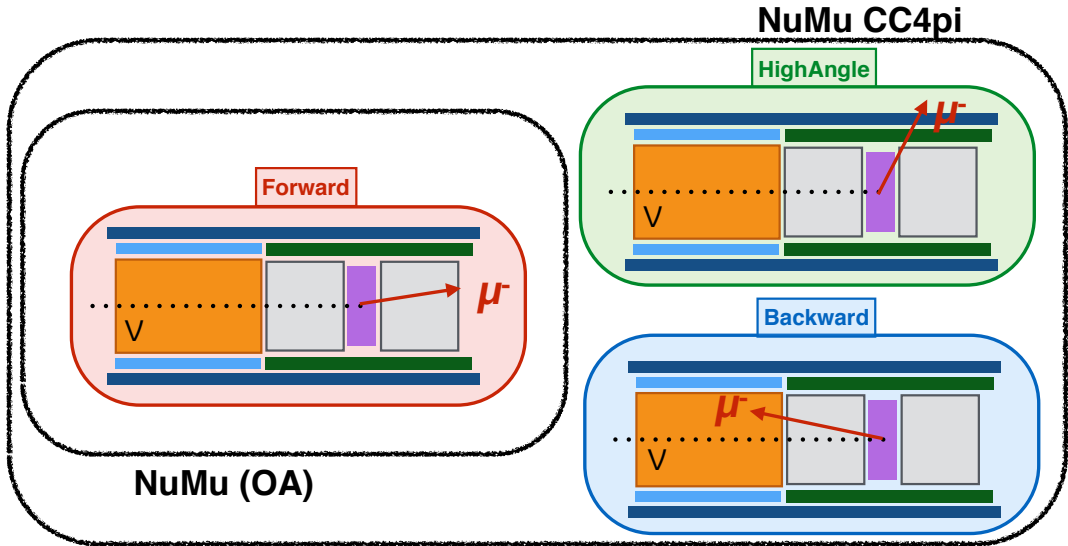 NuMu CC4pi
HighAngle
μ-
ν
Forward
μ-
ν
Backward
μ-
ν
NuMu (OA)